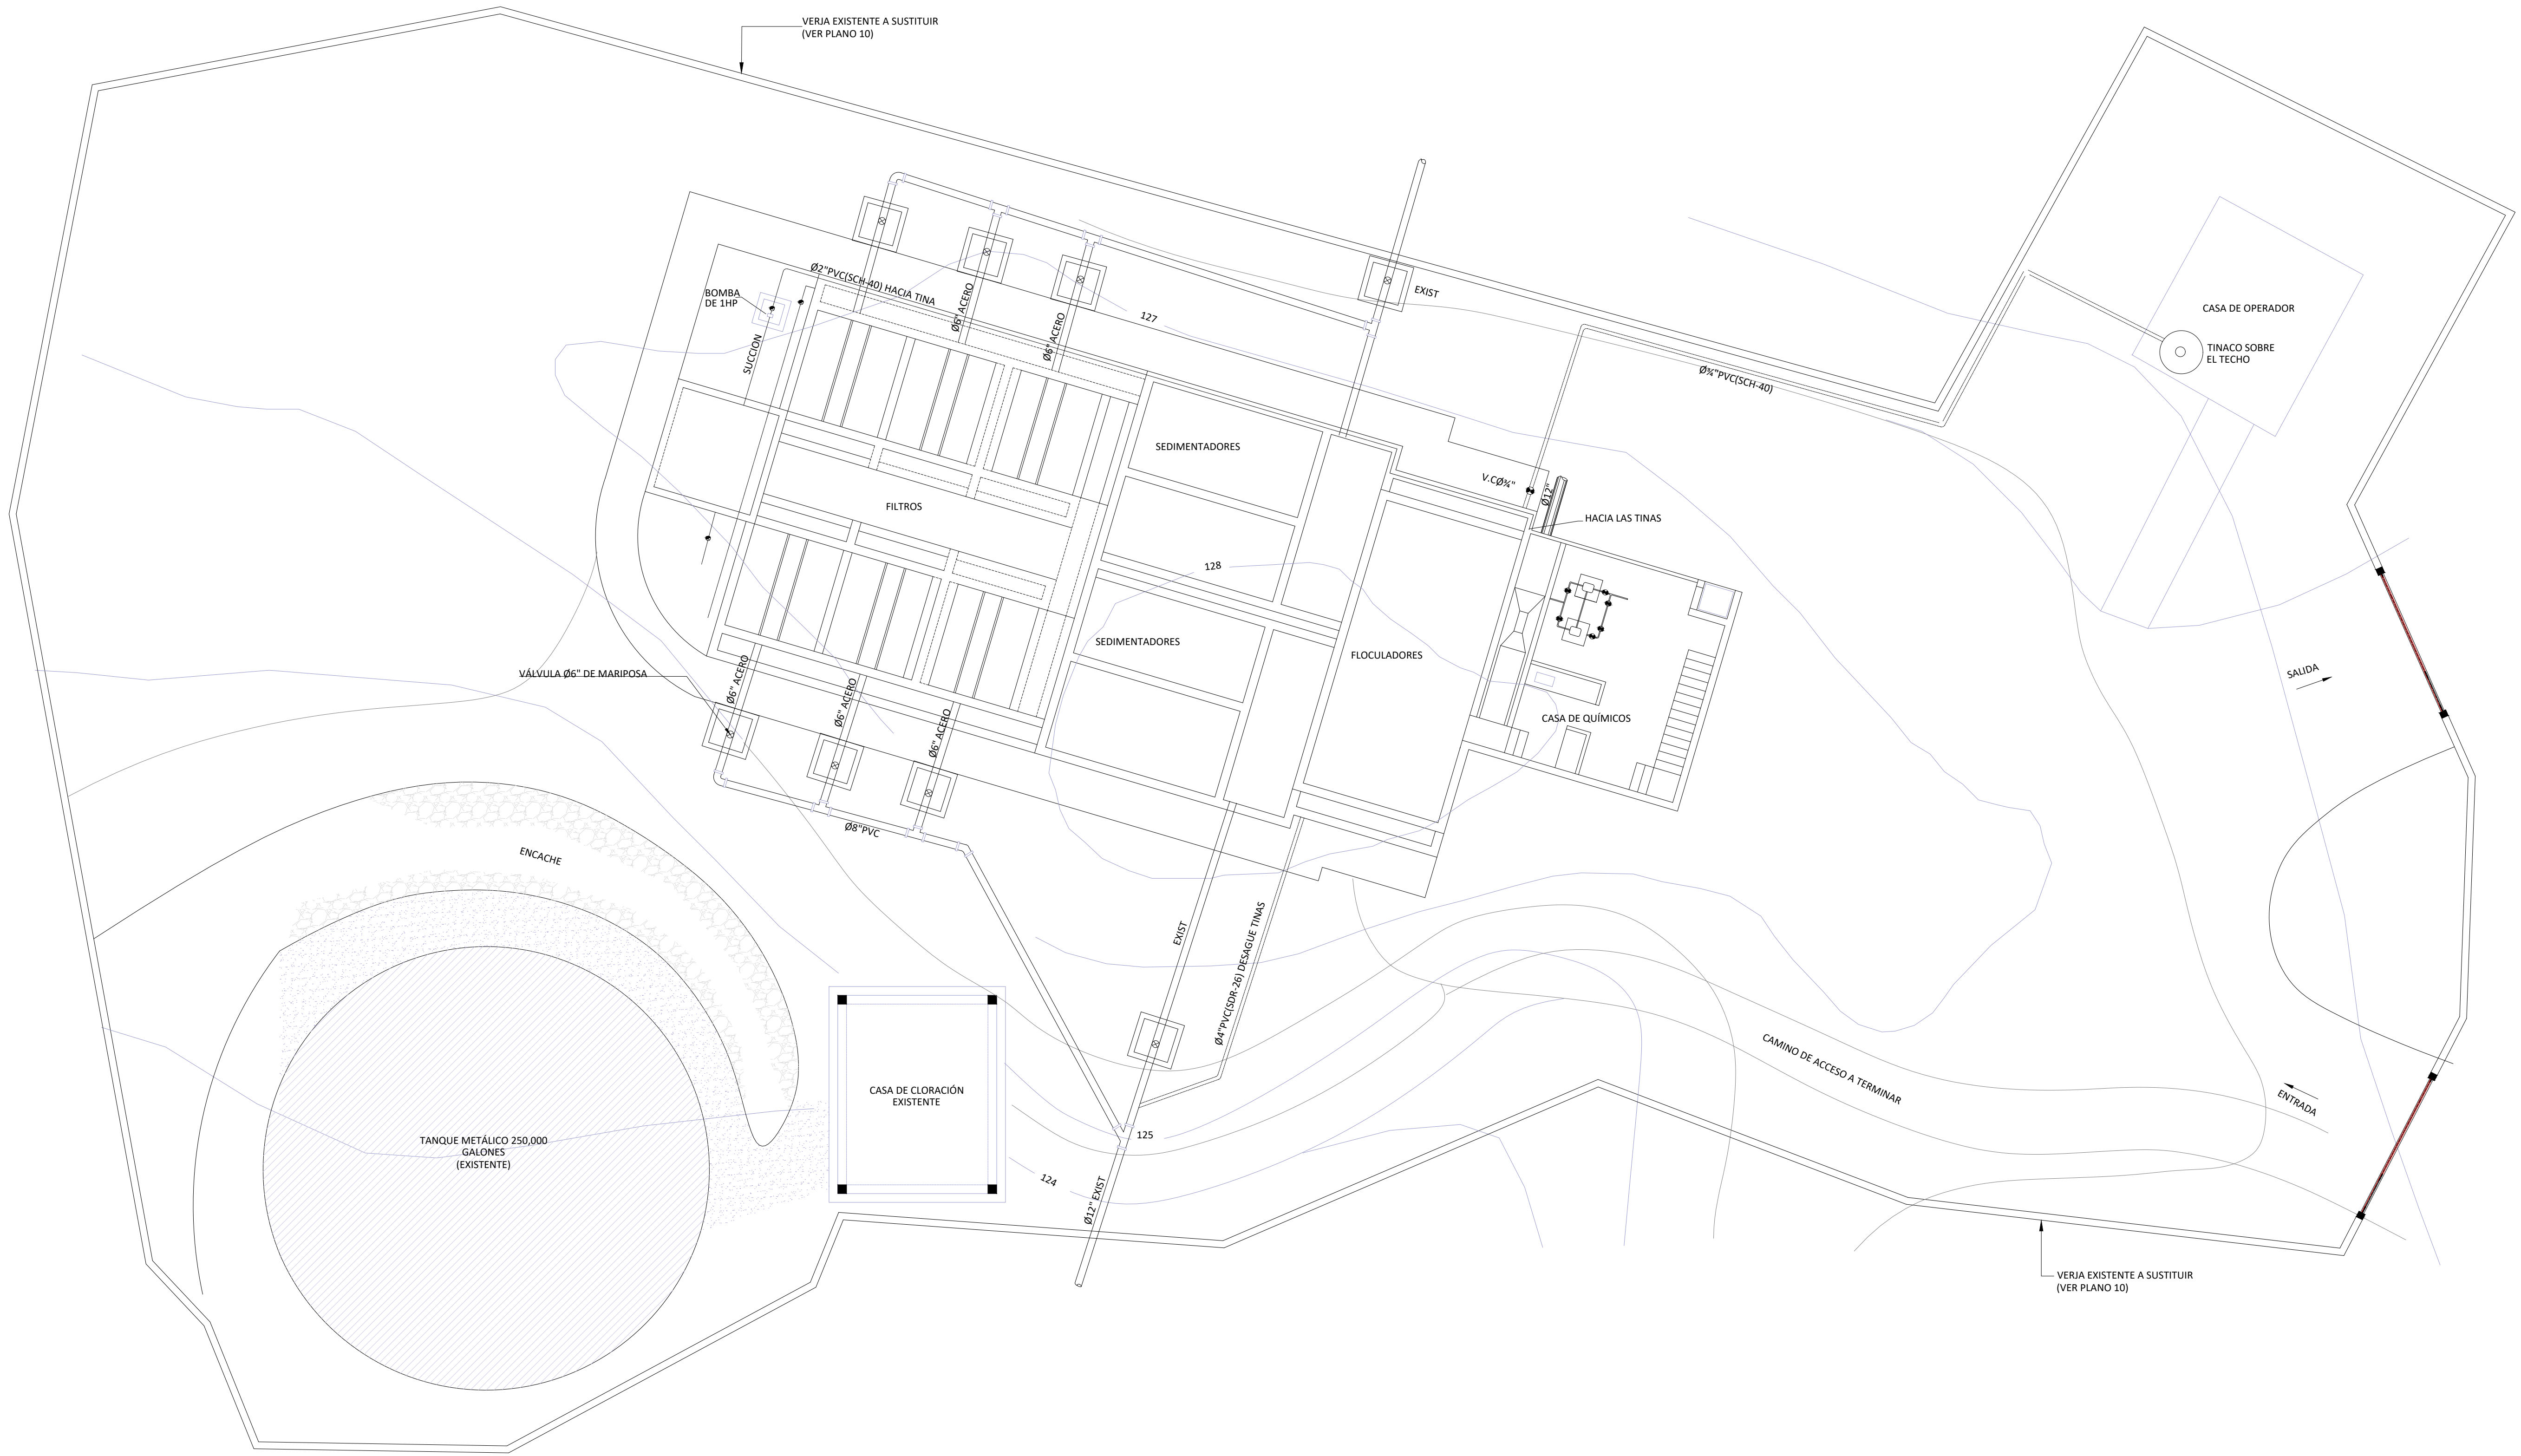 VERJA EXISTENTE A SUSTITUIR
(VER PLANO 10)
Ø2"PVC(SCH-40) HACIA TINA
BOMBA
DE 1HP
SUCCION
Ø6" ACERO
Ø6" ACERO
127
EXIST
CASA DE OPERADOR
TINACO SOBRE
EL TECHO
Ø¾"PVC(SCH-40)
SEDIMENTADORES
V.CØ¾"
Ø12"
HACIA LAS TINAS
FILTROS
128
SEDIMENTADORES
FLOCULADORES
VÁLVULA Ø6" DE MARIPOSA
Ø6" ACERO
Ø6" ACERO
Ø6" ACERO
CASA DE QUÍMICOS
SALIDA
Ø8"PVC
ENCACHE
EXIST
Ø4"PVC(SDR-26) DESAGUE TINAS
CAMINO DE ACCESO A TERMINAR
ENTRADA
CASA DE CLORACIÓN
EXISTENTE
TANQUE METÁLICO 250,000
GALONES
(EXISTENTE)
125
124
Ø12" EXIST
VERJA EXISTENTE A SUSTITUIR
(VER PLANO 10)